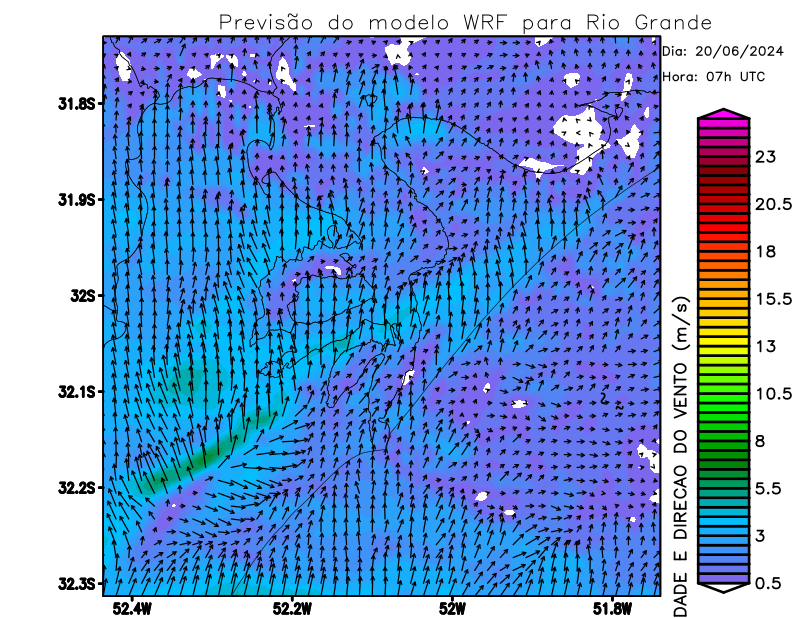 Previsão do modelo WRF para Rio Grande
Dia: 20/06/2024
Hora: 07h UTC
31.8S
31.9S
32S
32.1S
32.2S
32.3S
52.4W
52.2W
52W
51.8W
23
20.5
18
15.5
13
10.5
8
5.5
3
0.5
DADE E DIRECAO DO VENTO (m/s)